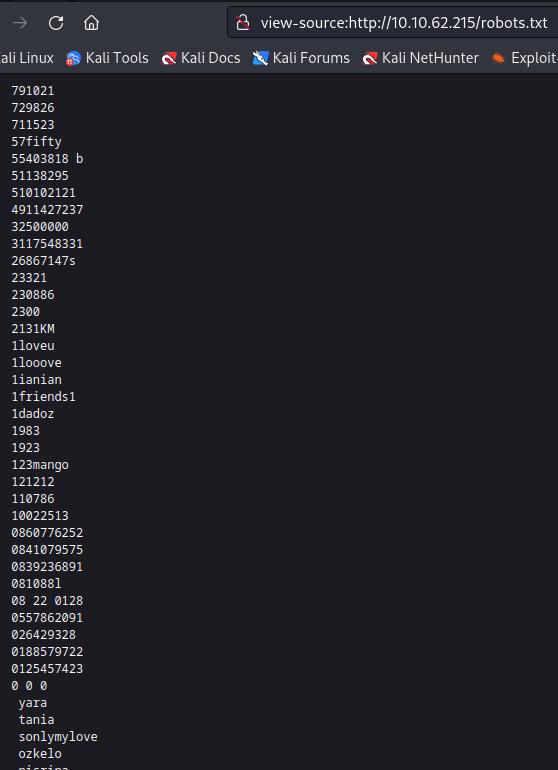 view-source:http://10.10.62.215/robots.txt
ali Linux Kali Tools Kali Docs Kali Forums Kali NetHunter Exploit-
791021
729826
711523
57fifty
55403818 b
51138295
510102121
4911427237
32500000
3117548331
26867147s
23321
230886
2300
2131KM
1loveu
1looove
1ianian
1friends1
1dadoz
1983
1923
123mango
121212
110786
10022513
0860776252
0841079575
0839236891
081088l
08 22 0128
0557862091
026429328
0188579722
0125457423
0 0 0
yara
tania
sonlymylove
ozkelo